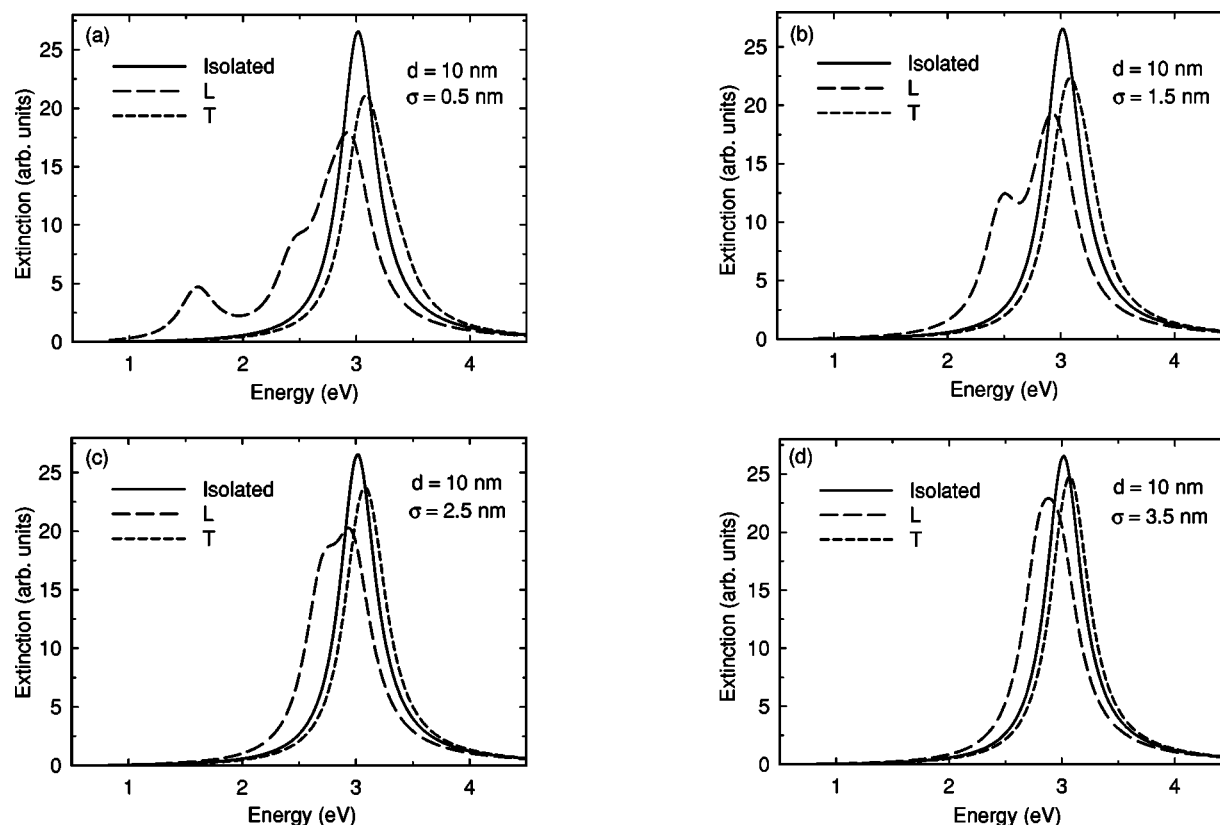 (a)
Isolated
L
T
d = 10 nm
σ = 0.5 nm
25
20
15
10
5
0
1
2
3
4
Extinction (arb. units)
Energy (eV)
(b)
Isolated
L
T
d = 10 nm
σ = 1.5 nm
25
20
15
10
5
0
1
2
3
4
Extinction (arb. units)
Energy (eV)
(c)
Isolated
L
T
d = 10 nm
σ = 2.5 nm
25
20
15
10
5
0
1
2
3
4
Extinction (arb. units)
Energy (eV)
(d)
Isolated
L
T
d = 10 nm
σ = 3.5 nm
25
20
15
10
5
0
1
2
3
4
Extinction (arb. units)
Energy (eV)